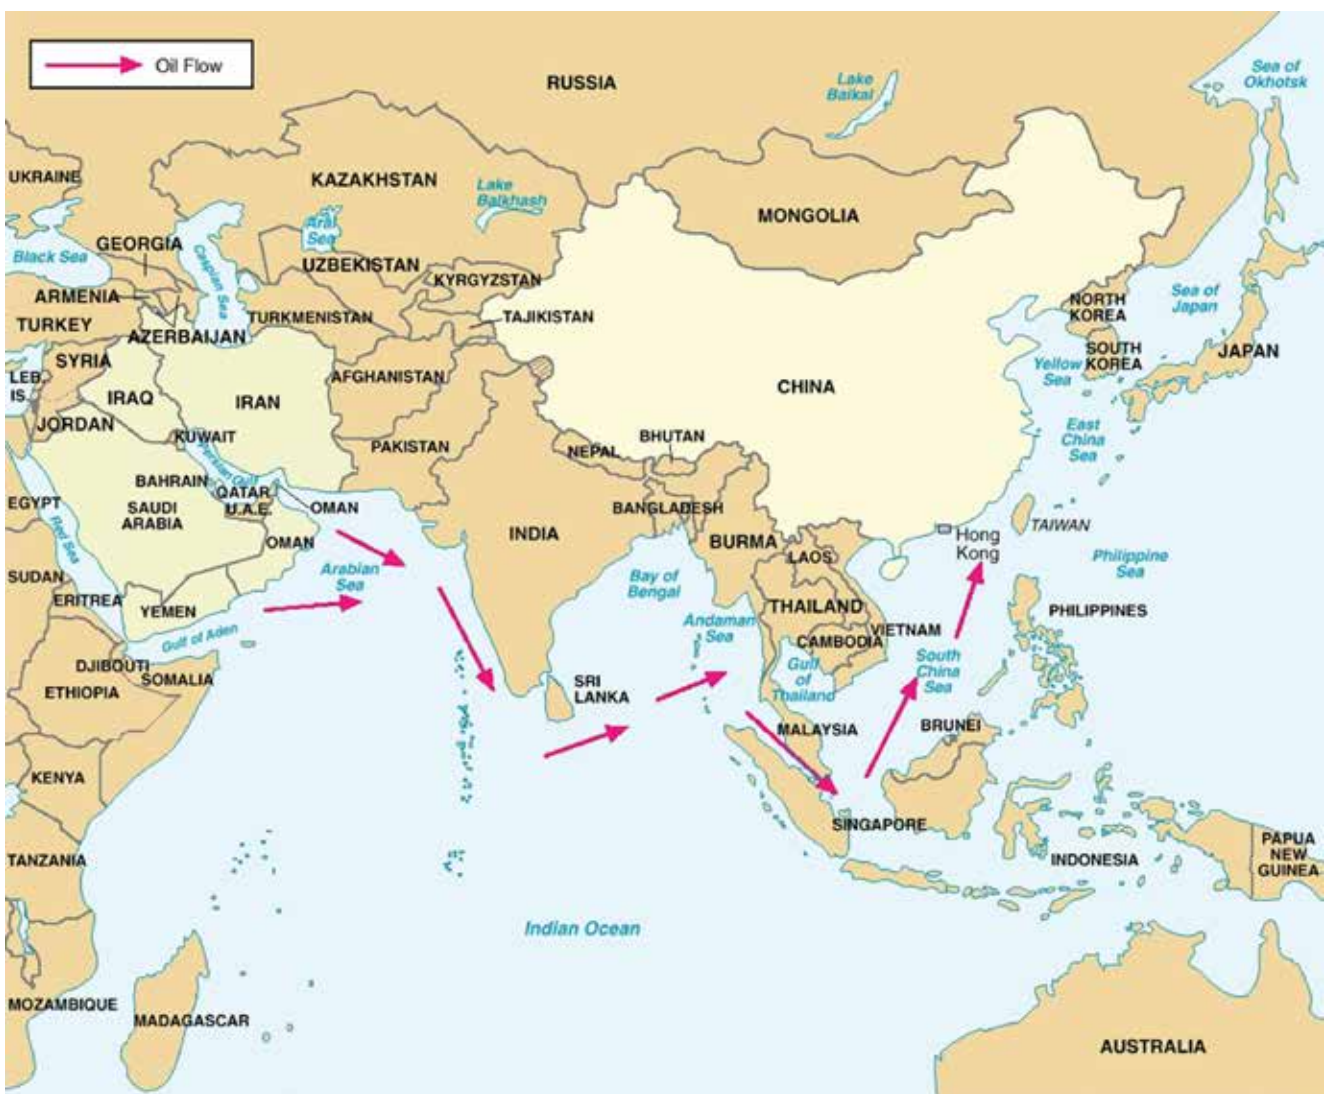 Oil Flow
RUSSIA
Lake
Baikal
Sea of
Okhotsk
UKRAINE
KAZAKHSTAN
Lake
Balkhash
MONGOLIA
Aral
Sea
Black Sea
GEORGIA
Caspian Sea
UZBEKISTAN
KYRGYZSTAN
ARMENIA
TURKEY
AZERBAIJAN
TURKMENISTAN
TAJIKISTAN
NORTH
KOREA
Sea of
Japan
SYRIA
LEB.
IS.
IRAQ
IRAN
AFGHANISTAN
CHINA
Yellow
Sea
SOUTH
KOREA
JAPAN
JORDAN
KUWAIT
Persian Gulf
PAKISTAN
NEPAL
BHUTAN
East
China
Sea
EGYPT
Red Sea
BAHRAIN
SAUDI
ARABIA
QATAR
U.A.E.
OMAN
OMAN
INDIA
BANGLADESH
BURMA
LAOS
Hong
Kong
TAIWAN
Philippine
Sea
SUDAN
ERITREA
YEMEN
Arabian
Sea
Gulf of Aden
Bay of
Bengal
Andaman
Sea
THAILAND
CAMBODIA
VIETNAM
PHILIPPINES
DJIBOUTI
SOMALIA
ETHIOPIA
SRI
LANKA
Gulf
of
Thailand
South
China
Sea
MALAYSIA
BRUNEI
KENYA
SINGAPORE
TANZANIA
INDONESIA
PAPUA
NEW
GUINEA
Indian Ocean
MOZAMBIQUE
MADAGASCAR
AUSTRALIA